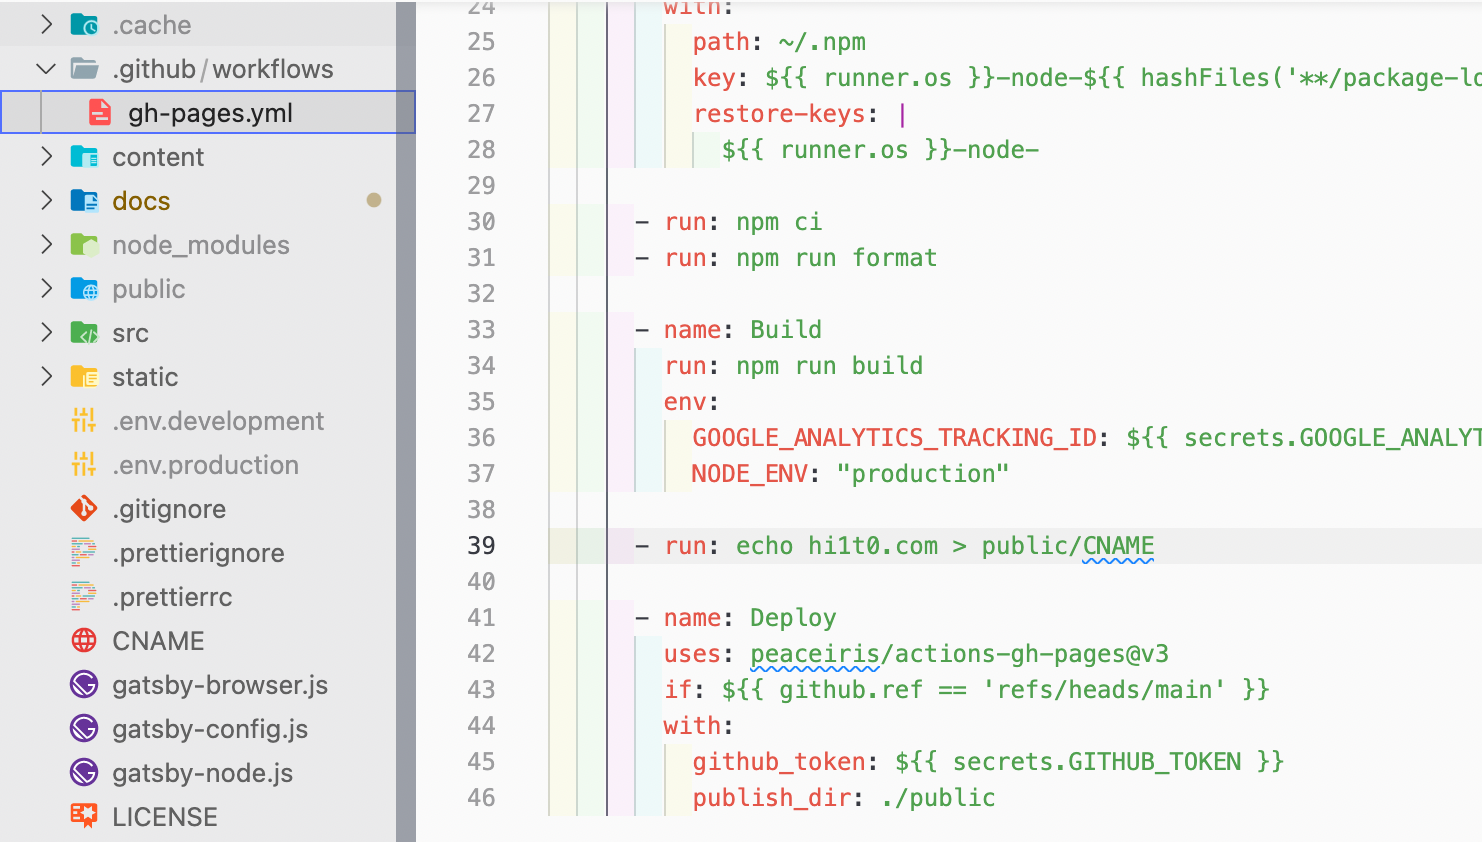 .cache
.github/workflows
gh-pages.yml
content
docs
node_modules
public
src
static
.env.development
.env.production
.gitignore
.prettierignore
.prettierrc
CNAME
gatsby-browser.js
gatsby-config.js
gatsby-node.js
LICENSE
24 with:
25 path: ~/.npm
26 key: ${{ runner.os }}-node-${{ hashFiles('**/package-lo
27 restore-keys: |
28 ${{ runner.os }}-node-
29
30 - run: npm ci
31 - run: npm run format
32
33 - name: Build
34 run: npm run build
35 env:
36 GOOGLE_ANALYTICS_TRACKING_ID: ${{ secrets.GOOGLE_ANALYT
37 NODE_ENV: "production"
38
39 - run: echo hi1t0.com > public/CNAME
40
41 - name: Deploy
42 uses: peaceiris/actions-gh-pages@v3
43 if: ${{ github.ref == 'refs/heads/main' }}
44 with:
45 github_token: ${{ secrets.GITHUB_TOKEN }}
46 publish_dir: ./public